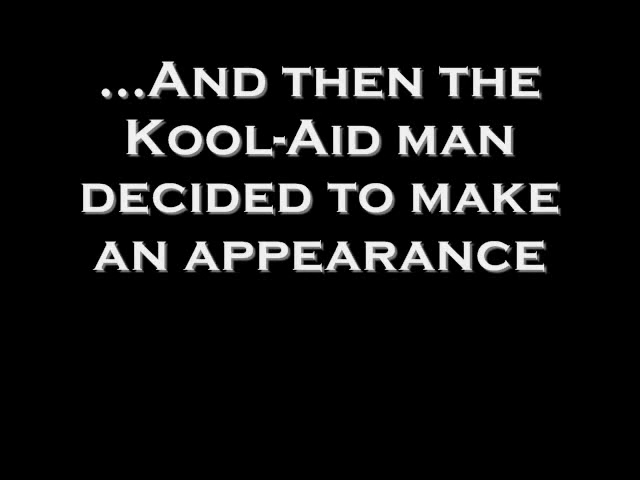 ...And then the
Kool-Aid man
decided to make
an appearance